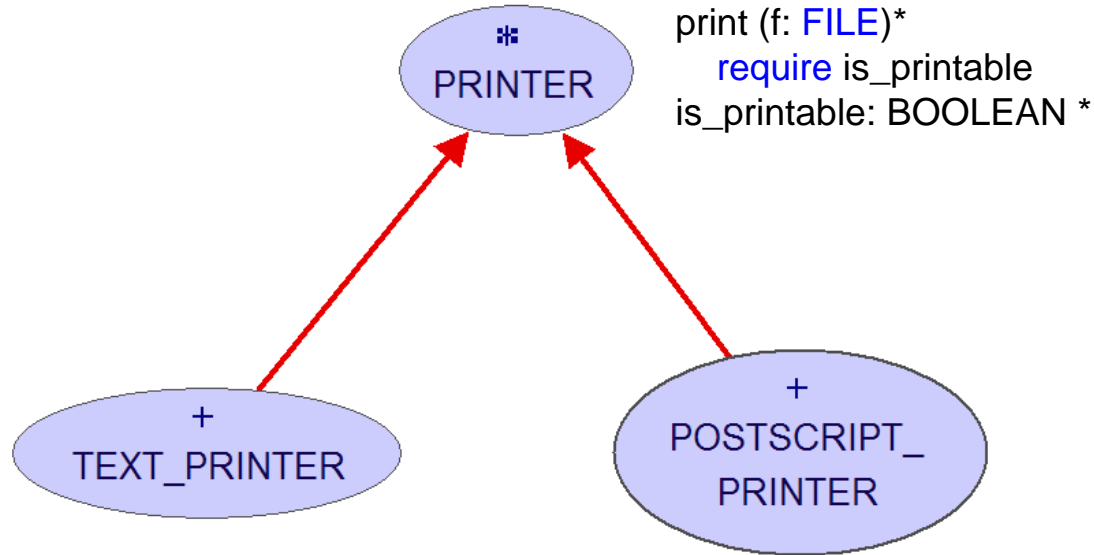 *
PRINTER
print (f: FILE)*
require is_printable
is_printable: BOOLEAN *
+
TEXT_PRINTER
+
POSTSCRIPT_
PRINTER